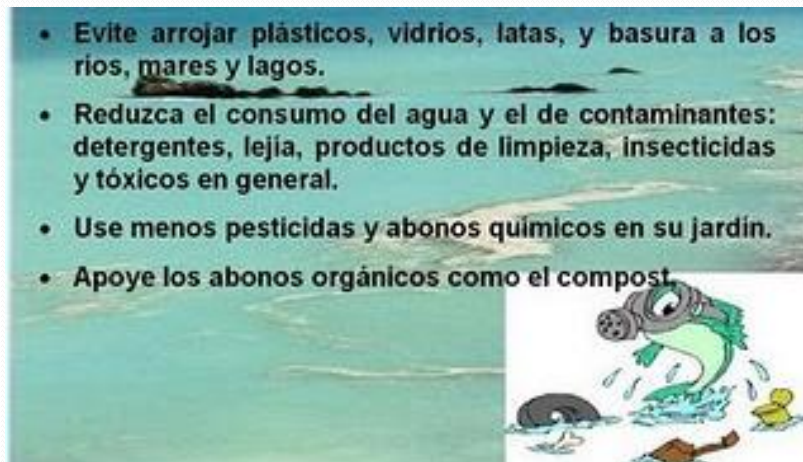 • Evite arrojar plásticos, vidrios, latas, y basura a los
ríos, mares y lagos.
• Reduzca el consumo del agua y el de contaminantes:
detergentes, lejía, productos de limpieza, insecticidas
y tóxicos en general.
• Use menos pesticidas y abonos químicos en su jardín.
• Apoye los abonos orgánicos como el compost.